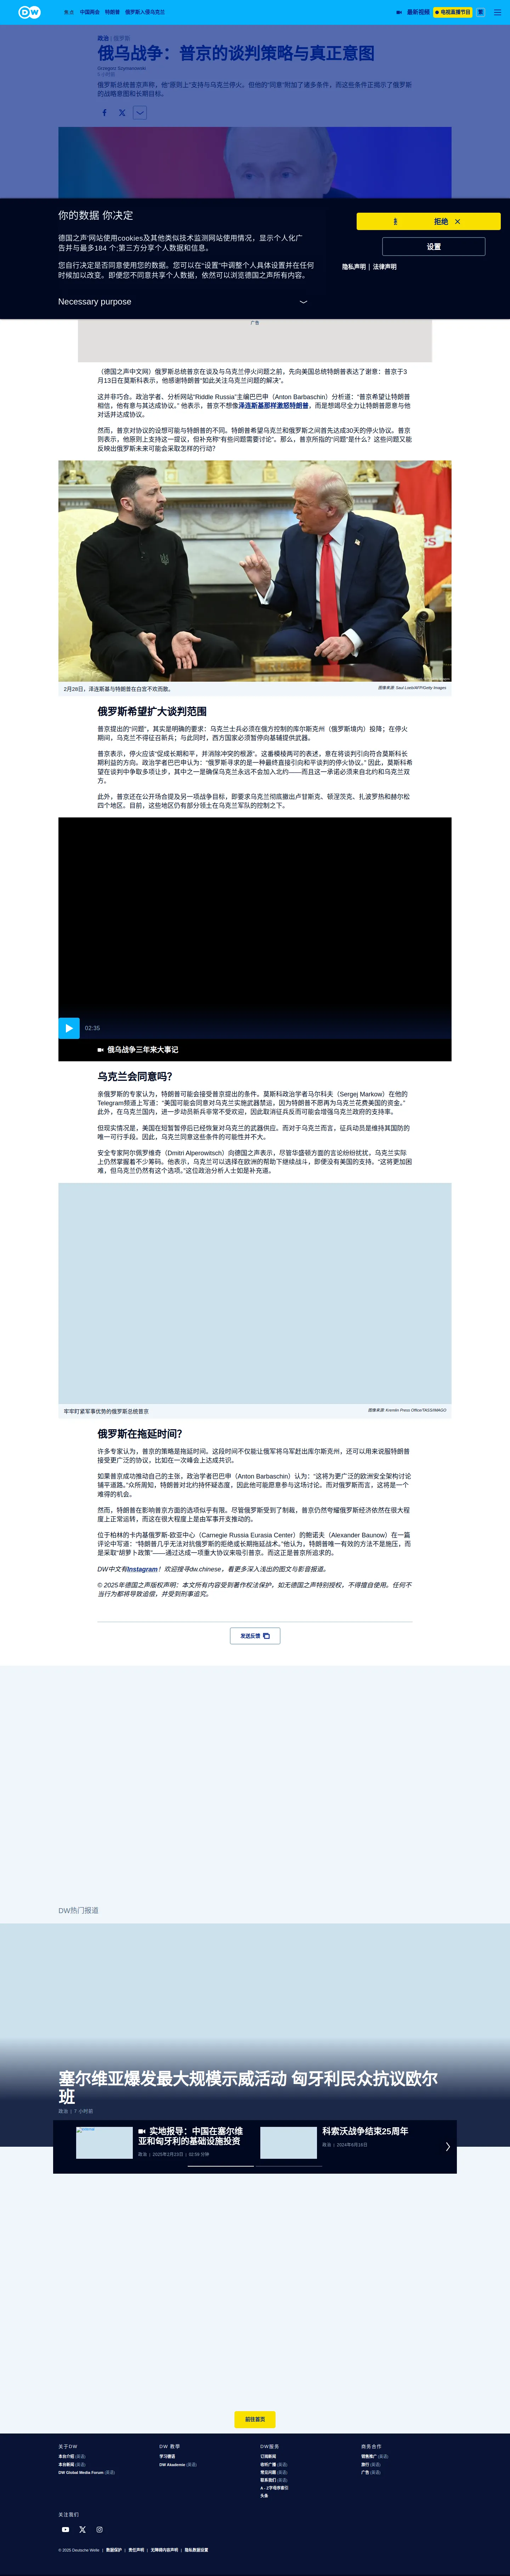 DW
焦点 中国两会 特朗普 俄罗斯入侵乌克兰
最新视频
电视直播节目
繁
政治 | 俄罗斯
俄乌战争：普京的谈判策略与真正意图
Grzegorz Szymanowski
俄罗斯总统普京声称，他“原则上”支持与乌克兰停火。但他的“同意”附加了诸多条件，而这些条件正揭示了俄罗斯
的战略意图和长期目标。
你的数据 你决定
德国之声 网站使用cookies及其他类似技术监测网站使用情况，显示个人化广
告并与最多184 个;第三方分享个人数据和信息。
您自行决定是否同意使用您的数据。您可以在“设置”中调整个人具体设置并在任何
时候加以改变。即便您不同意共享个人数据，依然可以浏览德国之声所有内容。
拒绝
设置
隐私声明 | 法律声明
Necessary purpose
广告
（德国之声中文网）俄罗斯总统普京在谈及与乌克兰停火问题之前，先向美国总统特朗普表达了谢意：普京于3
月13日在莫斯科表示，他感谢特朗普“如此关注乌克兰问题的解决”。
这并非巧合。政治学者、分析网站“Riddle Russia”主编巴巴申（Anton Barbaschin）分析道：“普京希望让特朗普
相信，他有意与其达成协议。” 他表示，普京不想像泽连斯基那样激怒特朗普，而是想竭尽全力让特朗普愿意与他
对话并达成协议。
然而，普京对协议的设想可能与特朗普的不同。特朗普希望乌克兰和俄罗斯之间首先达成30天的停火协议。普京
则表示，他原则上支持这一提议，但补充称“有些问题需要讨论”。那么，普京所指的“问题”是什么？这些问题又能
反映出俄罗斯未来可能会采取怎样的行动？
2月28日，泽连斯基与特朗普在白宫不欢而散。
图像来源: Saul Loeb/AFP/Getty Images
俄罗斯希望扩大谈判范围
普京提出的“问题”，其实是明确的要求：乌克兰士兵必须在俄方控制的库尔斯克州（俄罗斯境内）投降；在停火
期间，乌克兰不得征召新兵；与此同时，西方国家必须暂停向基辅提供武器。
普京表示，停火应该“促成长期和平，并消除冲突的根源”。这番模棱两可的表述，意在将谈判引向符合莫斯科长
期利益的方向。政治学者巴巴申认为：“俄罗斯寻求的是一种最终直接引向和平谈判的停火协议。” 因此，莫斯科希
望在谈判中争取多项让步，其中之一是确保乌克兰永远不会加入北约——而且这一承诺必须来自北约和乌克兰双
方。
此外，普京还在公开场合提及另一项战争目标，即要求乌克兰彻底撤出卢甘斯克、顿涅茨克、扎波罗热和赫尔松
四个地区。目前，这些地区仍有部分领土在乌克兰军队的控制之下。
02:35
俄乌战争三年来大事记
乌克兰会同意吗？
亲俄罗斯的专家认为，特朗普可能会接受普京提出的条件。莫斯科政治学者马尔科夫（Sergej Markow）在他的
Telegram频道上写道：“美国可能会同意对乌克兰实施武器禁运，因为特朗普不愿再为乌克兰花费美国的资金。”
此外，在乌克兰国内，进一步动员新兵非常不受欢迎，因此取消征兵反而可能会增强乌克兰政府的支持率。
但现实情况是，美国在短暂暂停后已经恢复对乌克兰的武器供应。而对于乌克兰而言，征兵动员是维持其国防的
唯一可行手段。因此，乌克兰同意这些条件的可能性并不大。
安全专家阿尔佩罗维奇（Dmitri Alperowitsch）向德国之声表示，尽管华盛顿方面的言论纷纷扰扰，乌克兰实际
上仍然掌握着不少筹码。他表示，乌克兰可以选择在欧洲的帮助下继续战斗，即便没有美国的支持。“这将更加困
难，但乌克兰仍然有这个选项。”这位政治分析人士如是补充道。
牢牢盯紧军事优势的俄罗斯总统普京
图像来源: Kremlin Press Office/TASS/IMAGO
俄罗斯在拖延时间？
许多专家认为，普京的策略是拖延时间。这段时间不仅能让俄军将乌军赶出库尔斯克州，还可以用来说服特朗普
接受更广泛的协议，比如在一次峰会上达成共识。
如果普京成功推动自己的主张，政治学者巴巴申（Anton Barbaschin）认为：“这将为更广泛的欧洲安全架构讨论
铺平道路。”众所周知，特朗普对北约持怀疑态度，因此他可能愿意参与这场讨论。而对俄罗斯而言，这将是一个
难得的机会。
然而，特朗普在影响普京方面的选项似乎有限。尽管俄罗斯受到了制裁，普京仍然夸耀俄罗斯经济依然在很大程
度上正常运转，而这在很大程度上是由军事开支推动的。
位于柏林的卡内基俄罗斯-欧亚中心（Carnegie Russia Eurasia Center）的鲍诺夫（Alexander Baunow）在一篇
评论中写道：“特朗普几乎无法对抗俄罗斯的拒绝或长期拖延战术。”他认为，特朗普唯一有效的方法不是施压，而
是采取“胡萝卜政策”——通过达成一项重大协议来吸引普京。而这正是普京所追求的。
DW中文有Instagram！欢迎搜寻dw.chinese，看更多深入浅出的图文与影音报道。
© 2025年德国之声版权声明：本文所有内容受到著作权法保护，如无德国之声特别授权，不得擅自使用。任何不
当行为都将导致追偿，并受到刑事追究。
发送反馈
DW热门报道
塞尔维亚爆发最大规模示威活动 匈牙利民众抗议欧尔
班
政治 | 7 小时前
实地报导：中国在塞尔维
亚和匈牙利的基础设施投资
政治 | 2025年2月23日 | 02:59 分钟
科索沃战争结束25周年
政治 | 2024年6月15日
前往首页
关于DW
本台介绍 (英语)
本台新闻 (英语)
DW Global Media Forum (英语)
DW 教学
学习德语
DW Akademie (英语)
DW服务
订阅新闻
收听广播 (英语)
常见问题 (英语)
联系我们 (英语)
A - Z字母序索引
头条
商务合作
销售推广 (英语)
旅行 (英语)
广告 (英语)
关注我们
© 2025 Deutsche Welle | 数据保护 | 责任声明 | 无障碍内容声明 | 隐私数据设置